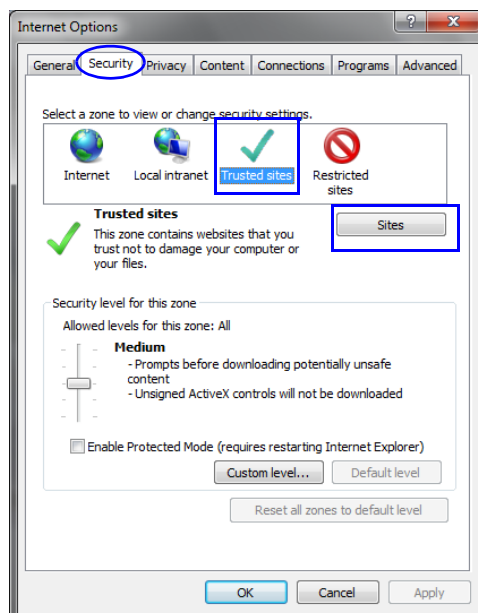 Internet Options
?
X
General Security Privacy Content Connections Programs Advanced
Select a zone to view or change security settings.
Internet Local intranet Trusted sites Restricted
sites
Trusted sites
Sites
This zone contains websites that you
trust not to damage your computer or
your files.
Security level for this zone
Allowed levels for this zone: All
Medium
- Prompts before downloading potentially unsafe
content
- Unsigned ActiveX controls will not be downloaded
Enable Protected Mode (requires restarting Internet Explorer)
Custom level... Default level
Reset all zones to default level
OK Cancel Apply